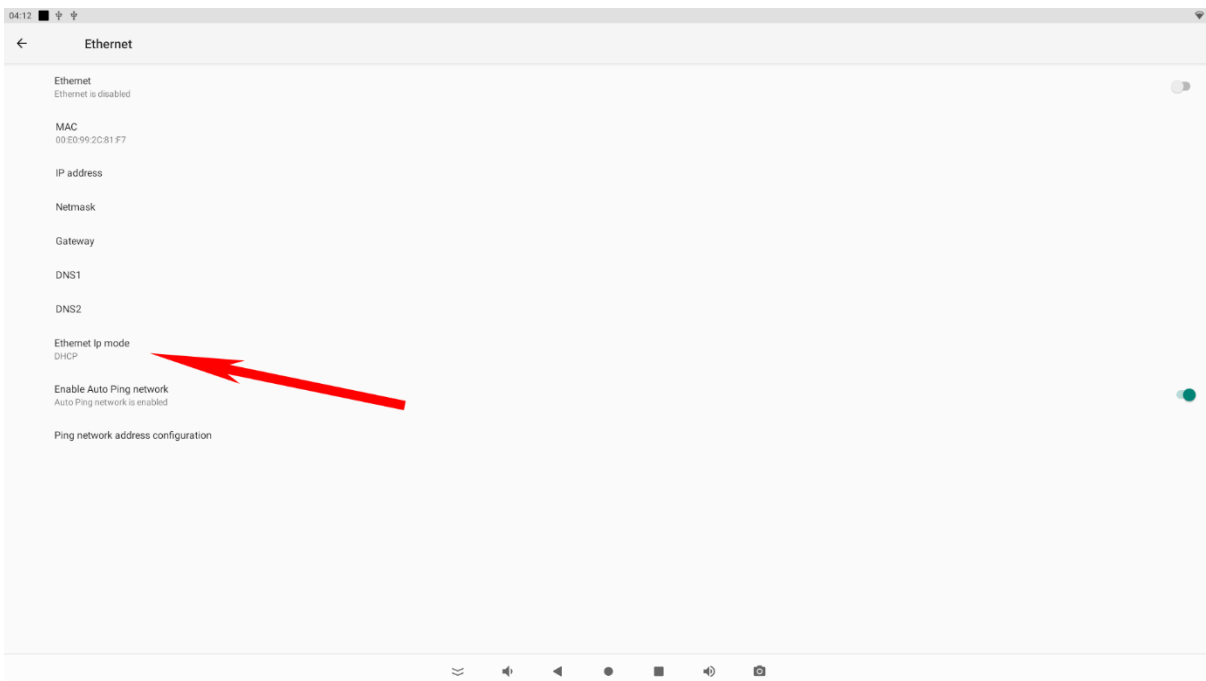 04:12
Ethernet
Ethernet
Ethernet is disabled
MAC
00:E0:99:2C:81:F7
IP address
Netmask
Gateway
DNS1
DNS2
Ethernet Ip mode
DHCP
Enable Auto Ping network
Auto Ping network is enabled
Ping network address configuration